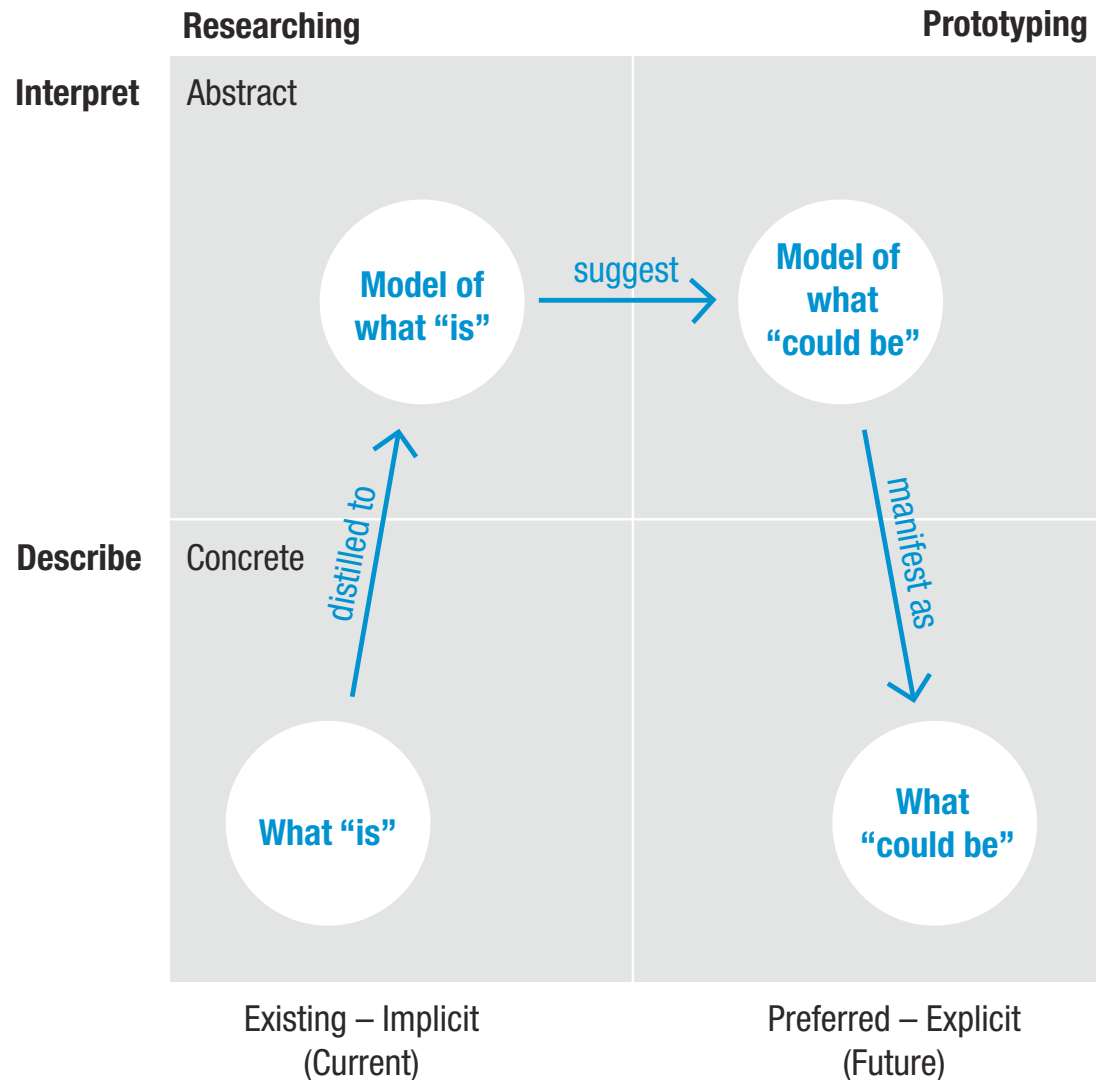 Researching
Prototyping
Interpret
Abstract
Model of
what “is”
suggest
Model of
what
“could be”
distilled to
manifest as
Describe
Concrete
What “is”
What
“could be”
Existing – Implicit
(Current)
Preferred – Explicit
(Future)